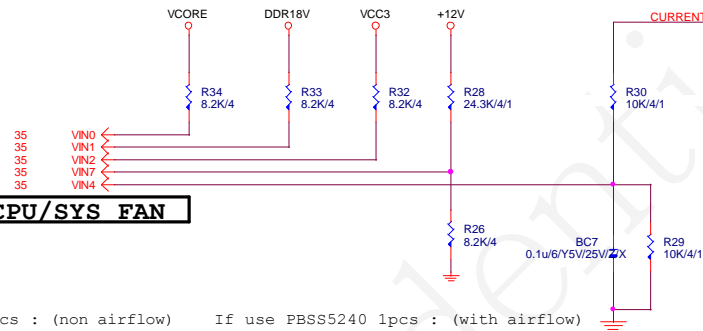 VCORE DDR18V VCC3 +12V CURRENT
R34 8.2K/4
R33 8.2K/4
R32 8.2K/4
R28 24.3K/4/1
R30 10K/4/1
35 VIN0
35 VIN1
35 VIN2
35 VIN7
35 VIN4
CPU/SYS FAN
R26 8.2K/4
BC7
0.1u/6/Y5V/25V/Z/X
R29 10K/4/1
cs : (non airflow) If use PBSS5240 1pcs : (with airflow)
denti